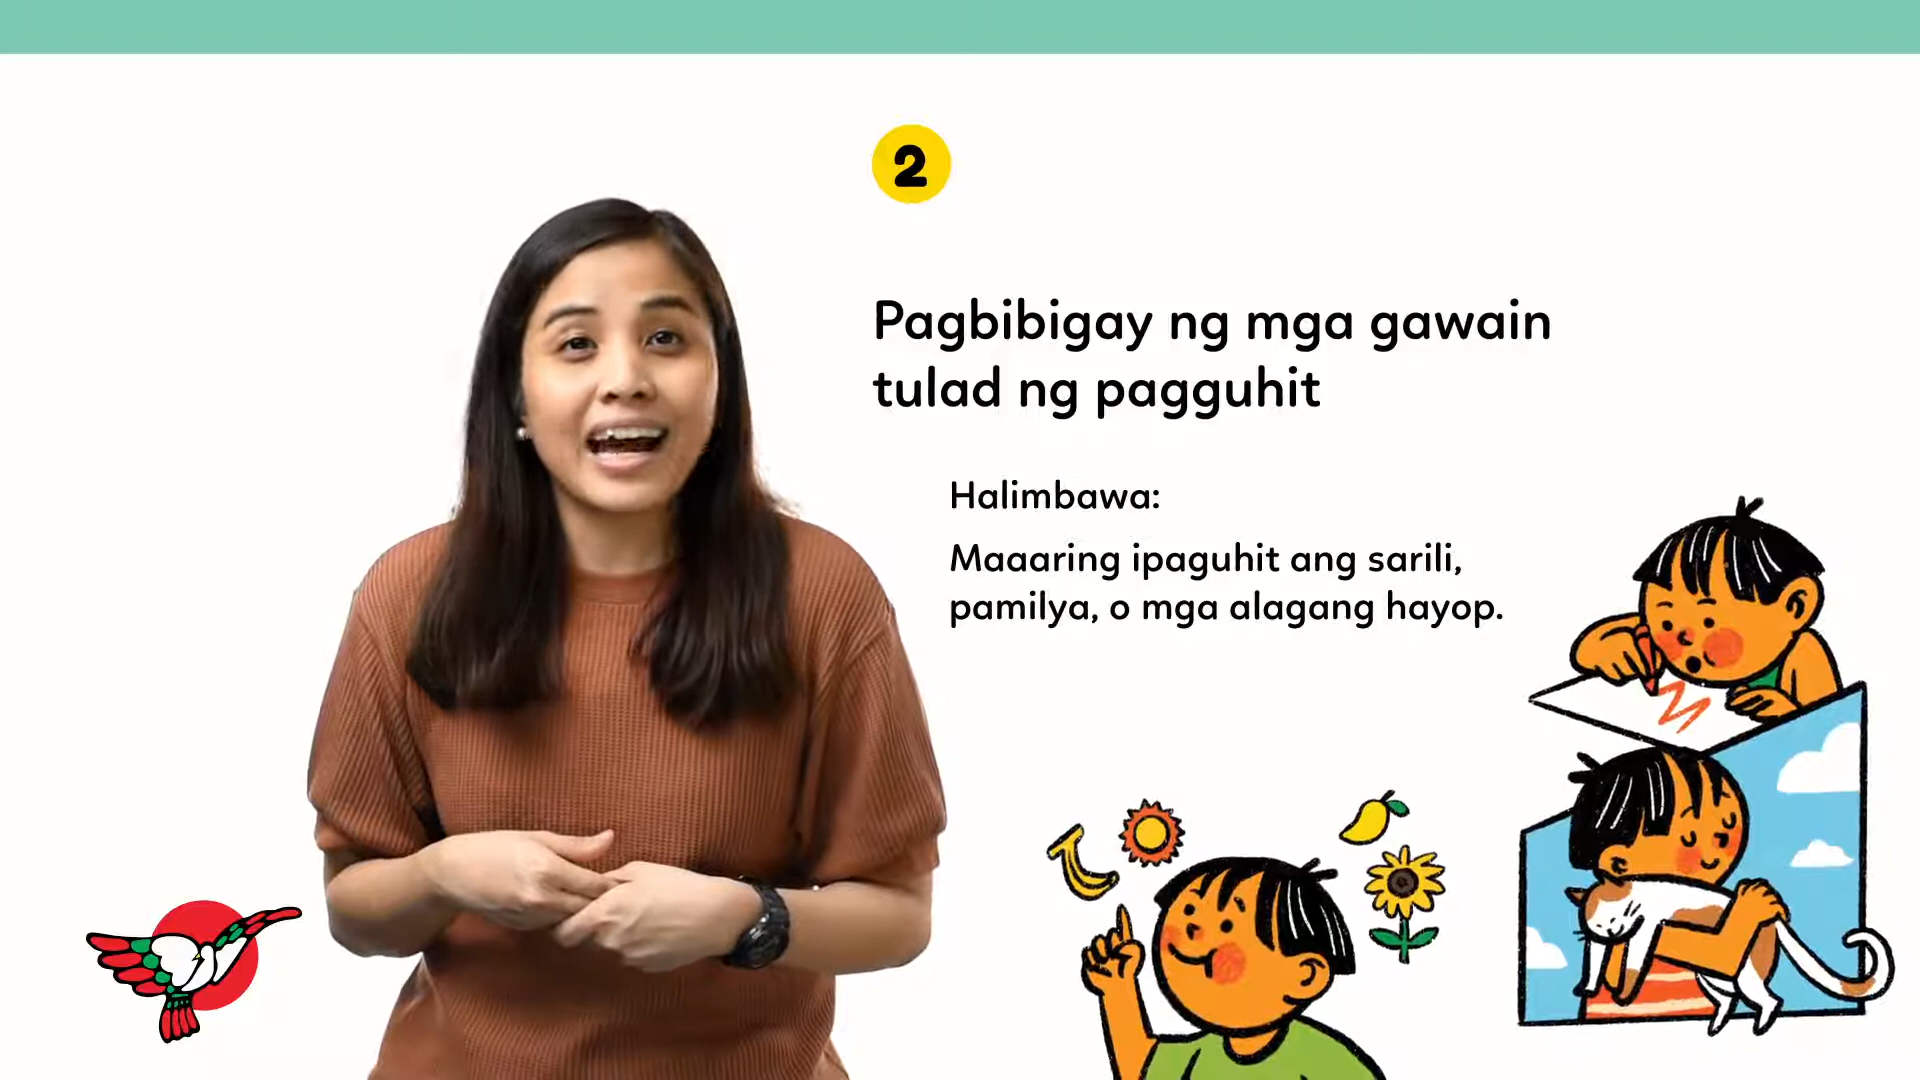 2
Pagbibigay ng mga gawain
tulad ng pagguhit
Halimbawa:
Maaaring ipaguhit ang sarili,
pamilya, o mga alagang hayop.